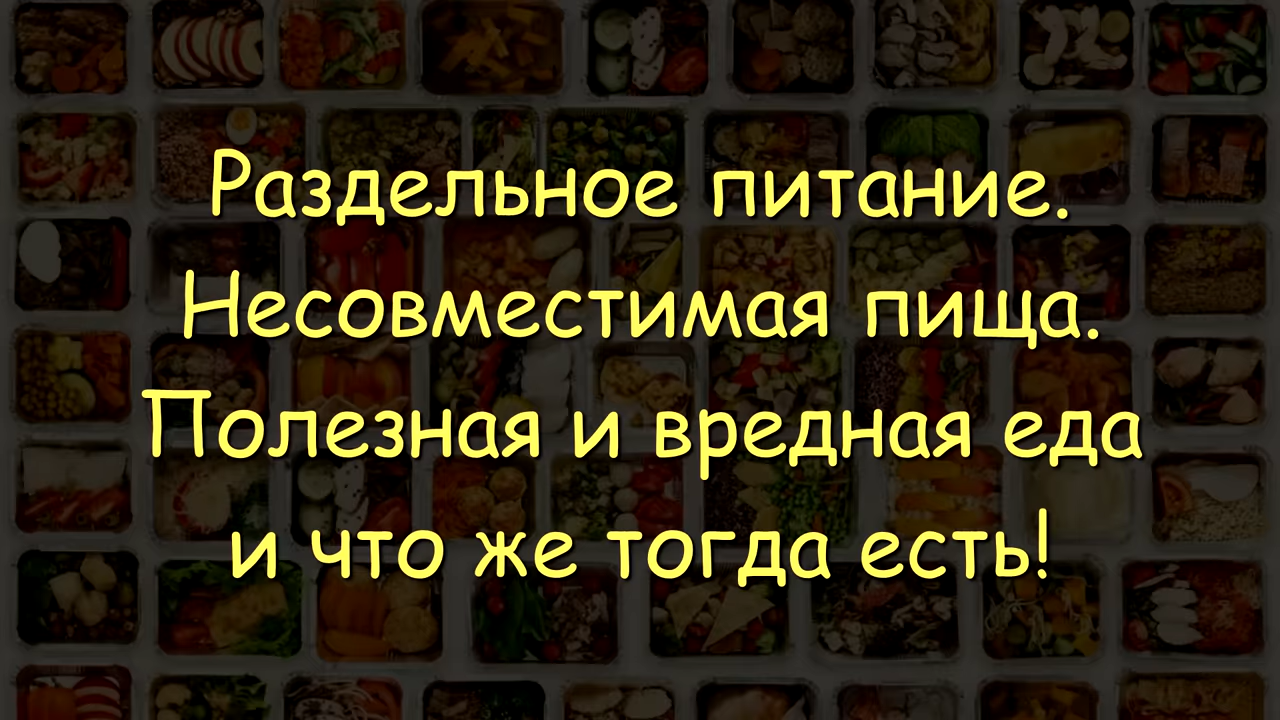 Раздельное питание.
Несовместимая пища.
Полезная и вредная еда
и что же тогда есть!